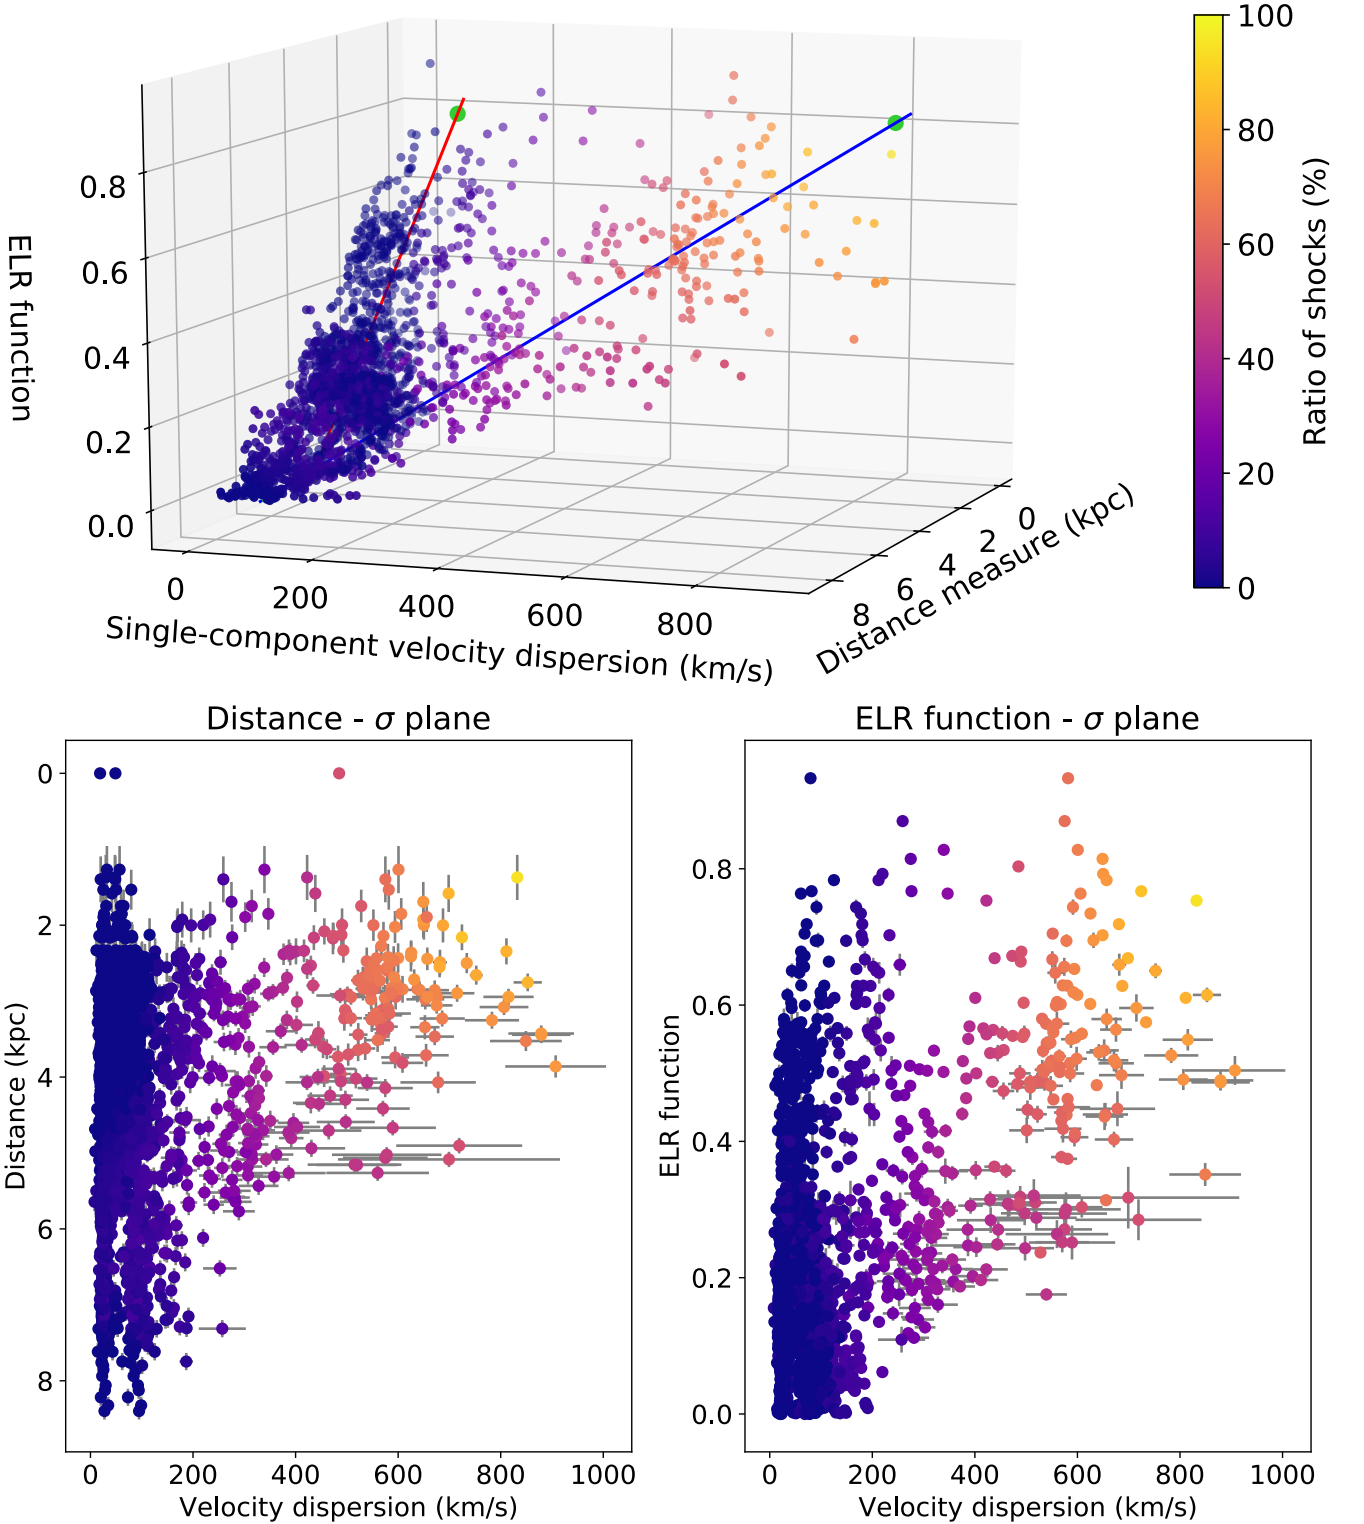 100
80
60
40
20
0
Ratio of shocks (%)
ELR function
0.8
0.6
0.4
0.2
0.0
0
200
400
600
800
Single-component velocity dispersion (km/s)
0
2
4
6
8
Distance measure (kpc)
Distance - σ plane
0
2
4
6
8
Distance (kpc)
0 200 400 600 800 1000
Velocity dispersion (km/s)
ELR function - σ plane
0.8
0.6
0.4
0.2
0.0
ELR function
0 200 400 600 800 1000
Velocity dispersion (km/s)